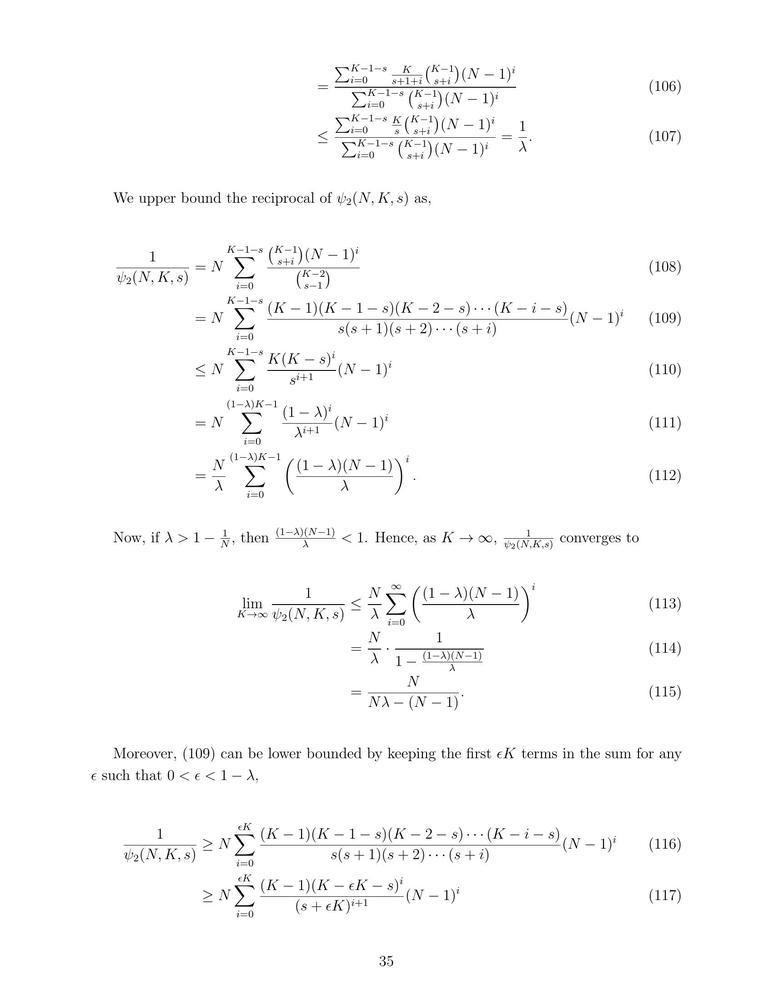 = \frac{\sum_{i=0}^{K-1-s} \frac{K}{s+1+i} \binom{K-1}{s+i} (N-1)^i}{\sum_{i=0}^{K-1-s} \binom{K-1}{s+i} (N-1)^i} (106)
\leq \frac{\sum_{i=0}^{K-1-s} \frac{K}{s} \binom{K-1}{s+i} (N-1)^i}{\sum_{i=0}^{K-1-s} \binom{K-1}{s+i} (N-1)^i} = \frac{1}{\lambda}. (107)
We upper bound the reciprocal of \psi_2(N, K, s) as,
\frac{1}{\psi_2(N, K, s)} = N \sum_{i=0}^{K-1-s} \frac{\binom{K-1}{s+i} (N-1)^i}{\binom{K-2}{s-1}} (108)
= N \sum_{i=0}^{K-1-s} \frac{(K-1)(K-1-s)(K-2-s) \cdots (K-i-s)}{s(s+1)(s+2) \cdots (s+i)} (N-1)^i (109)
\leq N \sum_{i=0}^{K-1-s} \frac{K(K-s)^i}{s^{i+1}} (N-1)^i (110)
= N \sum_{i=0}^{(1-\lambda)K-1} \frac{(1-\lambda)^i}{\lambda^{i+1}} (N-1)^i (111)
= \frac{N}{\lambda} \sum_{i=0}^{(1-\lambda)K-1} \left( \frac{(1-\lambda)(N-1)}{\lambda} \right)^i. (112)
Now, if \lambda > 1 - \frac{1}{N}, then \frac{(1-\lambda)(N-1)}{\lambda} < 1. Hence, as K \to \infty, \frac{1}{\psi_2(N,K,s)} converges to
\lim_{K \to \infty} \frac{1}{\psi_2(N, K, s)} \leq \frac{N}{\lambda} \sum_{i=0}^{\infty} \left( \frac{(1-\lambda)(N-1)}{\lambda} \right)^i (113)
= \frac{N}{\lambda} \cdot \frac{1}{1 - \frac{(1-\lambda)(N-1)}{\lambda}} (114)
= \frac{N}{N\lambda - (N-1)}. (115)
Moreover, (109) can be lower bounded by keeping the first \epsilon K terms in the sum for any
\epsilon such that 0 < \epsilon < 1 - \lambda,
\frac{1}{\psi_2(N, K, s)} \geq N \sum_{i=0}^{\epsilon K} \frac{(K-1)(K-1-s)(K-2-s) \cdots (K-i-s)}{s(s+1)(s+2) \cdots (s+i)} (N-1)^i (116)
\geq N \sum_{i=0}^{\epsilon K} \frac{(K-1)(K-\epsilon K-s)^i}{(s+\epsilon K)^{i+1}} (N-1)^i (117)
35